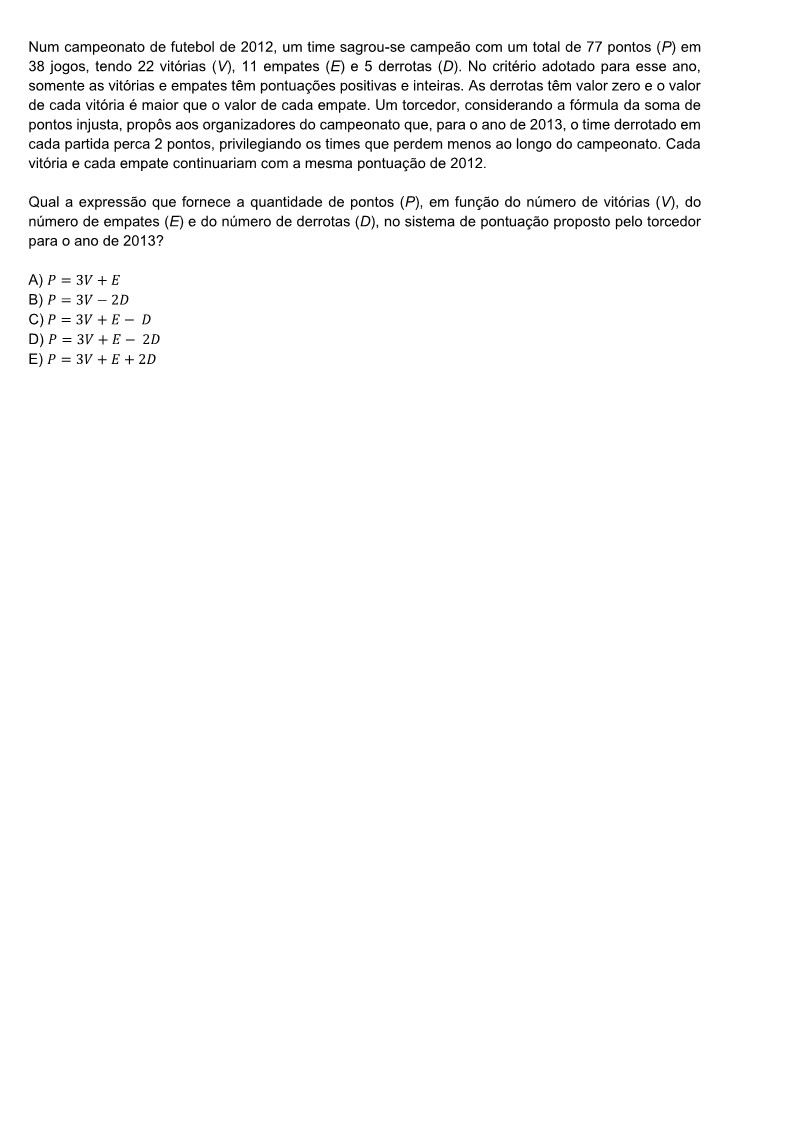 Num campeonato de futebol de 2012, um time sagrou-se campeão com um total de 77 pontos (P) em
38 jogos, tendo 22 vitórias (V), 11 empates (E) e 5 derrotas (D). No critério adotado para esse ano,
somente as vitórias e empates têm pontuações positivas e inteiras. As derrotas têm valor zero e o valor
de cada vitória é maior que o valor de cada empate. Um torcedor, considerando a fórmula da soma de
pontos injusta, propôs aos organizadores do campeonato que, para o ano de 2013, o time derrotado em
cada partida perca 2 pontos, privilegiando os times que perdem menos ao longo do campeonato. Cada
vitória e cada empate continuariam com a mesma pontuação de 2012.
Qual a expressão que fornece a quantidade de pontos (P), em função do número de vitórias (V), do
número de empates (E) e do número de derrotas (D), no sistema de pontuação proposto pelo torcedor
para o ano de 2013?
A) P = 3V + E
B) P = 3V − 2D
C) P = 3V + E − D
D) P = 3V + E − 2D
E) P = 3V + E + 2D